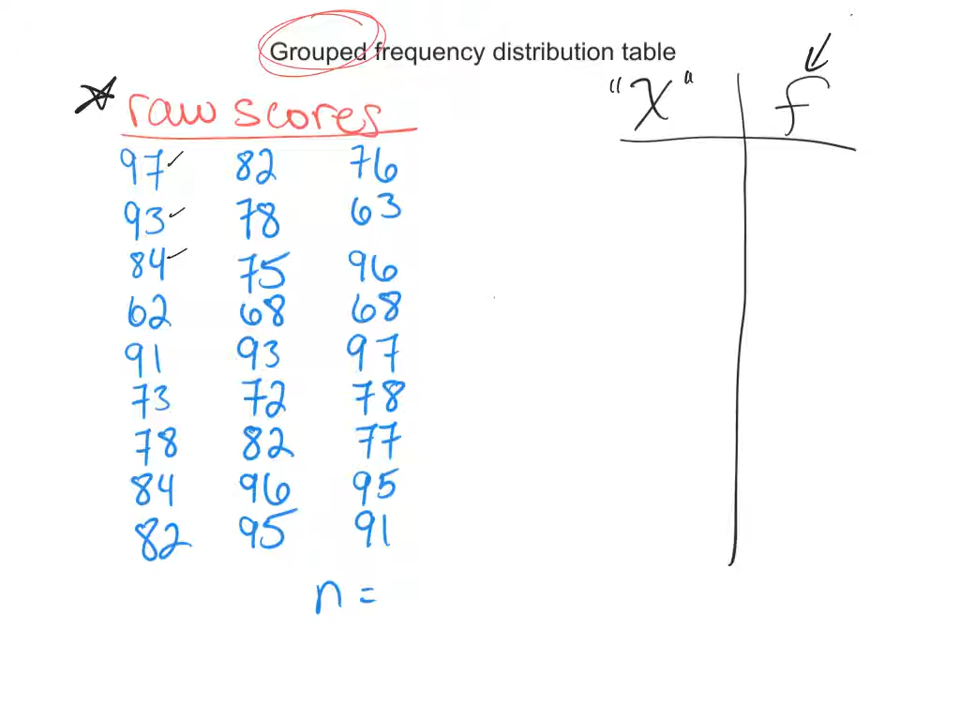 Grouped frequency distribution table
"X" f
raw scores
97 82 76
93 78 63
84 75 96
62 68 68
91 93 97
73 72 78
78 82 77
84 96 95
82 95 91
n =